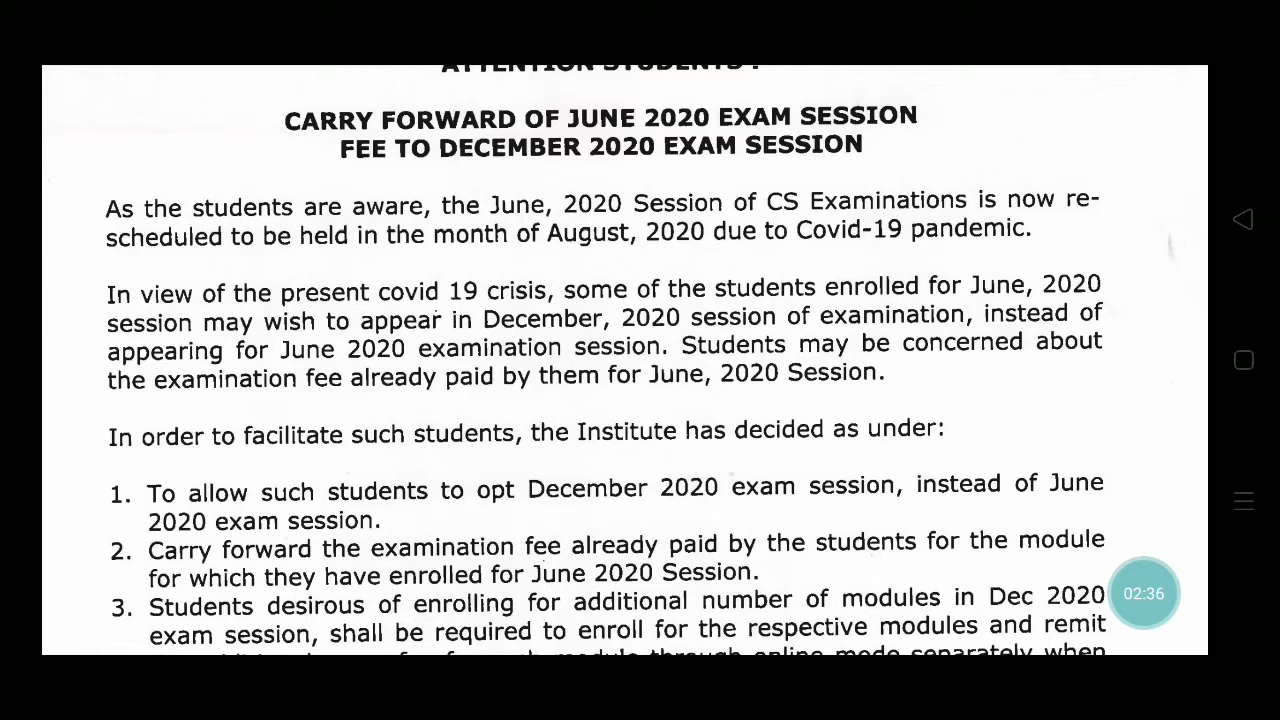 ATTENTION STUDENTS !
CARRY FORWARD OF JUNE 2020 EXAM SESSION
FEE TO DECEMBER 2020 EXAM SESSION
As the students are aware, the June, 2020 Session of CS Examinations is now re-
scheduled to be held in the month of August, 2020 due to Covid-19 pandemic.
In view of the present covid 19 crisis, some of the students enrolled for June, 2020
session may wish to appear in December, 2020 session of examination, instead of
appearing for June 2020 examination session. Students may be concerned about
the examination fee already paid by them for June, 2020 Session.
In order to facilitate such students, the Institute has decided as under:
1. To allow such students to opt December 2020 exam session, instead of June
2020 exam session.
2. Carry forward the examination fee already paid by the students for the module
for which they have enrolled for June 2020 Session.
3. Students desirous of enrolling for additional number of modules in Dec 2020
exam session, shall be required to enroll for the respective modules and remit
module through online mode separately when
02:36